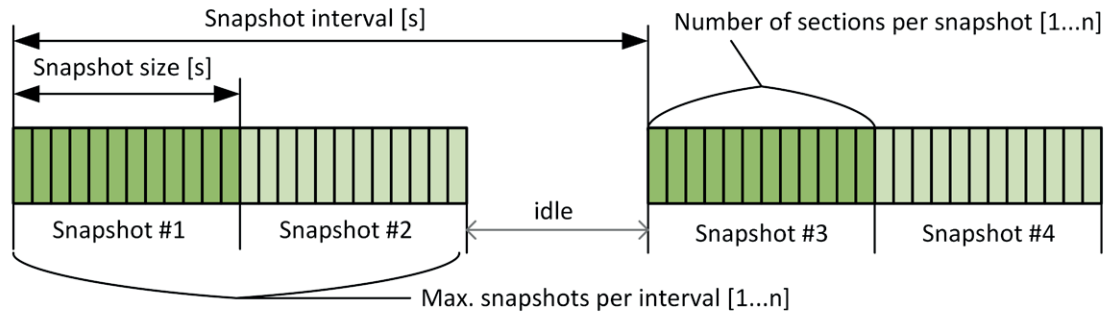 Snapshot interval [s]
Number of sections per snapshot [1...n]
Snapshot size [s]
idle
Snapshot #1
Snapshot #2
Snapshot #3
Snapshot #4
Max. snapshots per interval [1...n]